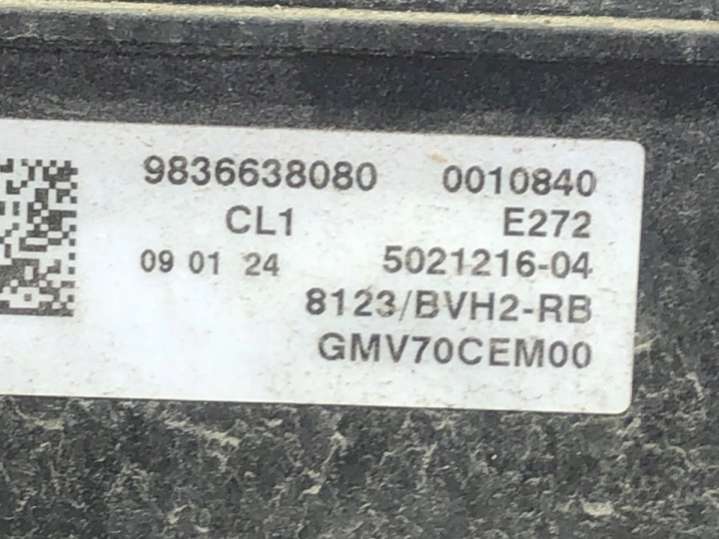 9836638080 0010840
CL1 E272
09 01 24 5021216-04
8123/BVH2-RB
GMV70CEM00